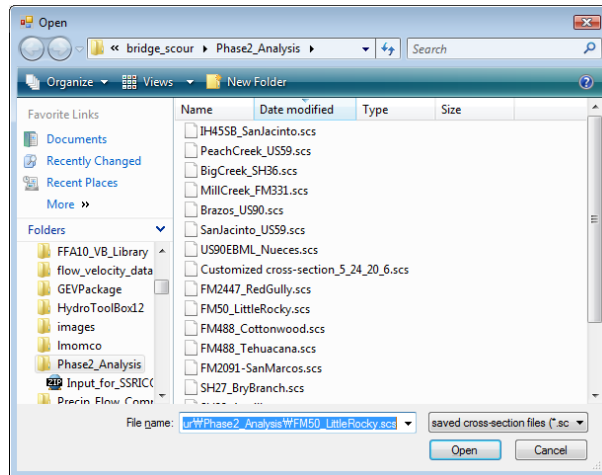 Open
« bridge_scour Phase2_Analysis
Search
Organize Views New Folder
Favorite Links
Documents
Recently Changed
Recent Places
More »
Folders
FFA10_VB_Library
flow_velocity_data
GEVPackage
HydroToolBox12
images
lmomco
Phase2_Analysis
Input_for_SSRICO
Name Date modified Type Size
IH45SB_SanJacinto.scs
PeachCreek_US59.scs
BigCreek_SH36.scs
MillCreek_FM331.scs
Brazos_US90.scs
SanJacinto_US59.scs
US90EBML_Nueces.scs
Customized cross-section_5_24_20_6.scs
FM2447_RedGully.scs
FM50_LittleRocky.scs
FM488_Cottonwood.scs
FM488_Tehuacana.scs
FM2091-SanMarcos.scs
SH27_BryBranch.scs
File name: ur₩Phase2_Analysis₩FM50_LittleRocky.scs saved cross-section files (*.sc
Open Cancel